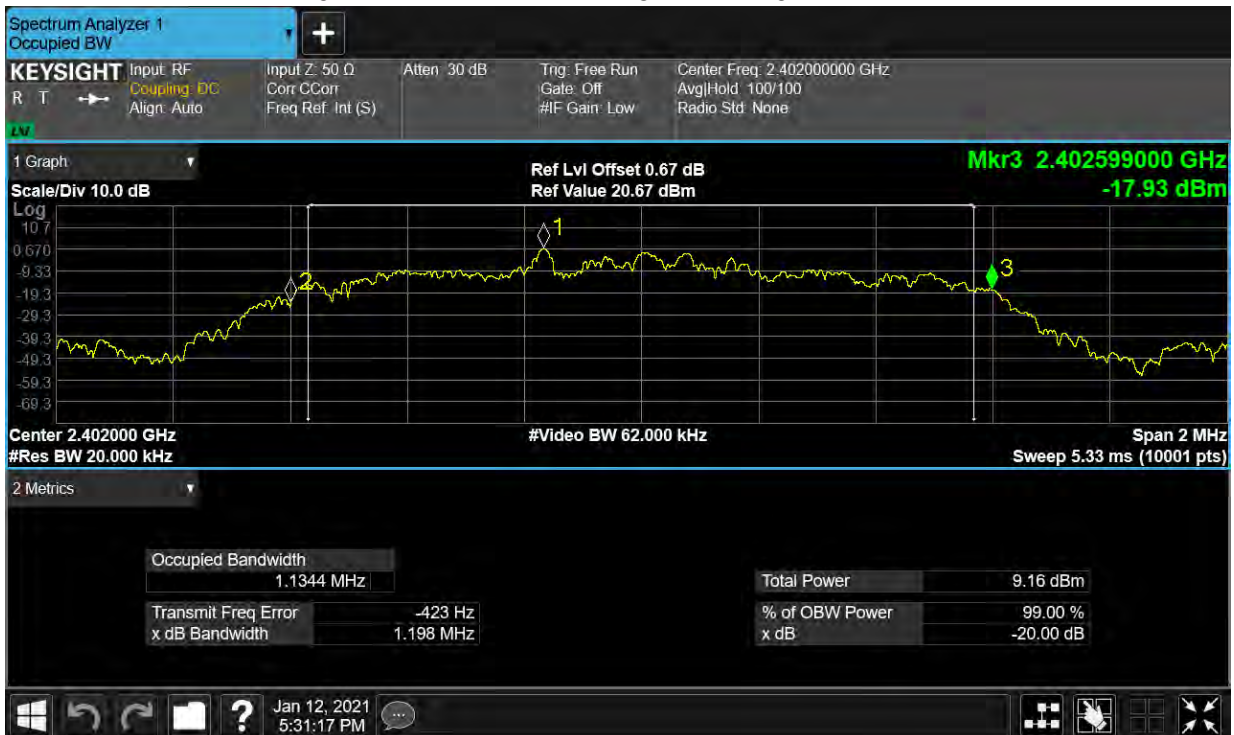 Spectrum Analyzer 1
Occupied BW
+
KEYSIGHT Input: RF Input Z: 50 Ω Atten: 30 dB Trig: Free Run Center Freq: 2.402000000 GHz
R T Coupling: DC Corr CCorr Gate: Off Avg|Hold: 100/100
Align: Auto Freq Ref: Int (S) #IF Gain: Low Radio Std: None
LXI
1 Graph
Ref Lvl Offset 0.67 dB
Mkr3 2.402599000 GHz
Scale/Div 10.0 dB
Ref Value 20.67 dBm
-17.93 dBm
Log
10.7
0.670
-9.33
-19.3
-29.3
-39.3
-49.3
-59.3
-69.3
1
2
3
Center 2.402000 GHz #Video BW 62.000 kHz Span 2 MHz
#Res BW 20.000 kHz Sweep 5.33 ms (10001 pts)
2 Metrics
Occupied Bandwidth
1.1344 MHz
Total Power 9.16 dBm
Transmit Freq Error -423 Hz
% of OBW Power 99.00 %
x dB Bandwidth 1.198 MHz
x dB -20.00 dB
?
Jan 12, 2021
5:31:17 PM